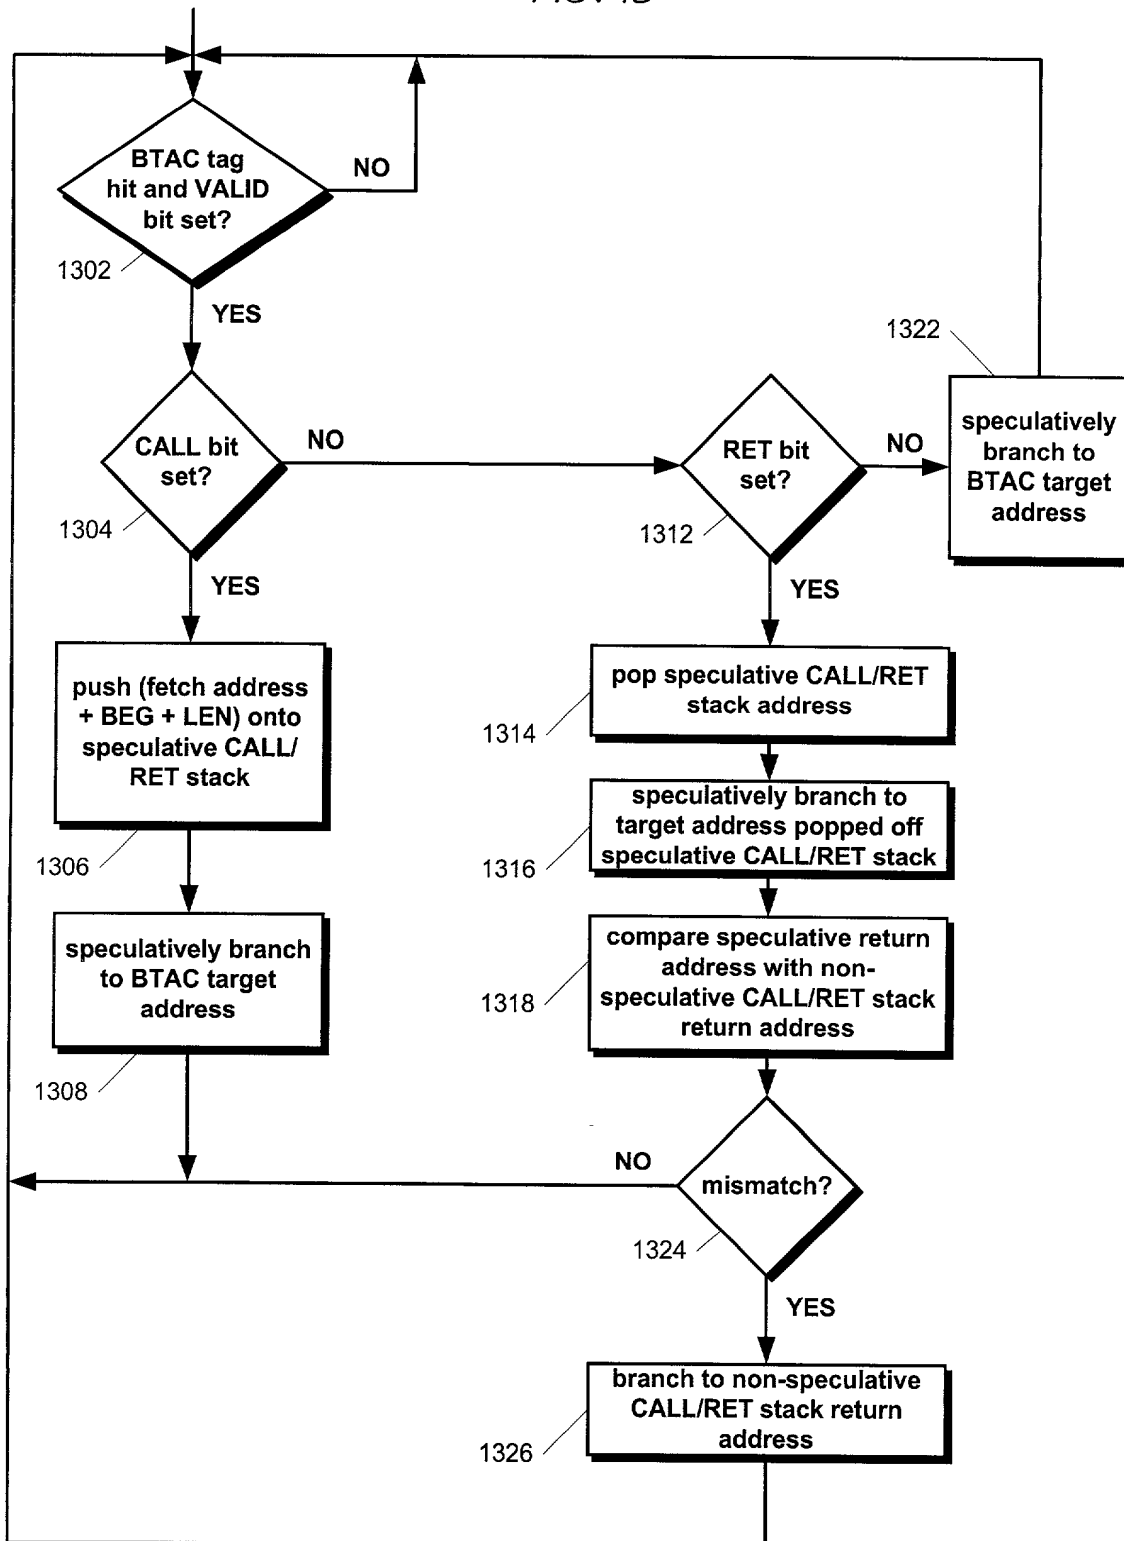 BTAC tag
hit and VALID
bit set?
NO
1302
YES
1322
CALL bit
set?
NO
1304
RET bit
set?
NO
1312
speculatively
branch to
BTAC target
address
YES
YES
push (fetch address
+ BEG + LEN) onto
speculative CALL/
RET stack
1306
pop speculative CALL/RET
stack address
1314
speculatively branch to
target address popped off
speculative CALL/RET stack
1316
speculatively branch
to BTAC target
address
1308
compare speculative return
address with non-
speculative CALL/RET stack
return address
1318
NO
mismatch?
1324
YES
branch to non-speculative
CALL/RET stack return
address
1326